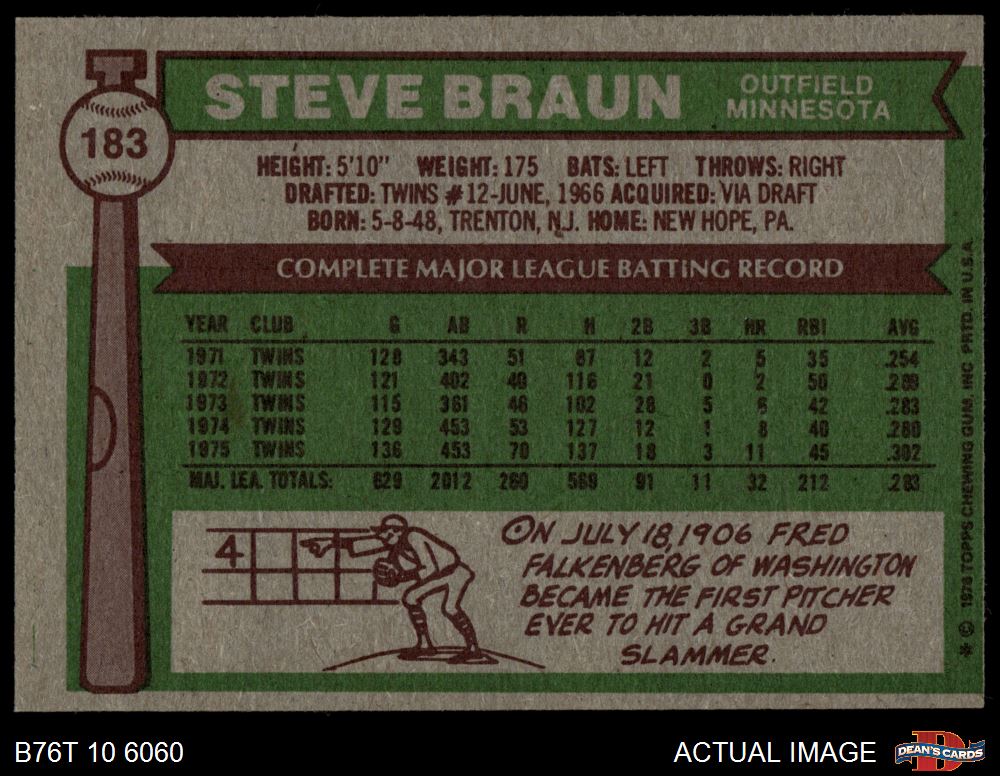 STEVE BRAUN
OUTFIELD
MINNESOTA
183
HEIGHT: 5'10" WEIGHT: 175 BATS: LEFT THROWS: RIGHT
DRAFTED: TWINS #12-JUNE, 1966 ACQUIRED: VIA DRAFT
BORN: 5-8-48, TRENTON, N.J. HOME: NEW HOPE, PA.
COMPLETE MAJOR LEAGUE BATTING RECORD
YEAR CLUB G AB R H 2B 3B HR RBI AVG
1971 TWINS 128 343 51 87 12 2 5 35 .254
1972 TWINS 121 402 40 116 21 0 2 50 .289
1973 TWINS 115 361 46 102 28 5 6 42 .283
1974 TWINS 129 453 53 127 12 1 8 40 .280
1975 TWINS 136 453 70 137 18 3 11 45 .302
MAJ. LEA. TOTALS: 629 2012 260 569 91 11 32 212 .283
4
ON JULY 18, 1906 FRED
FALKENBERG OF WASHINGTON
BECAME THE FIRST PITCHER
EVER TO HIT A GRAND
SLAMMER.
* © 1976 TOPPS CHEWING GUM, INC PRTD. IN U.S.A.
B76T 10 6060
ACTUAL IMAGE
DEAN'S CARDS